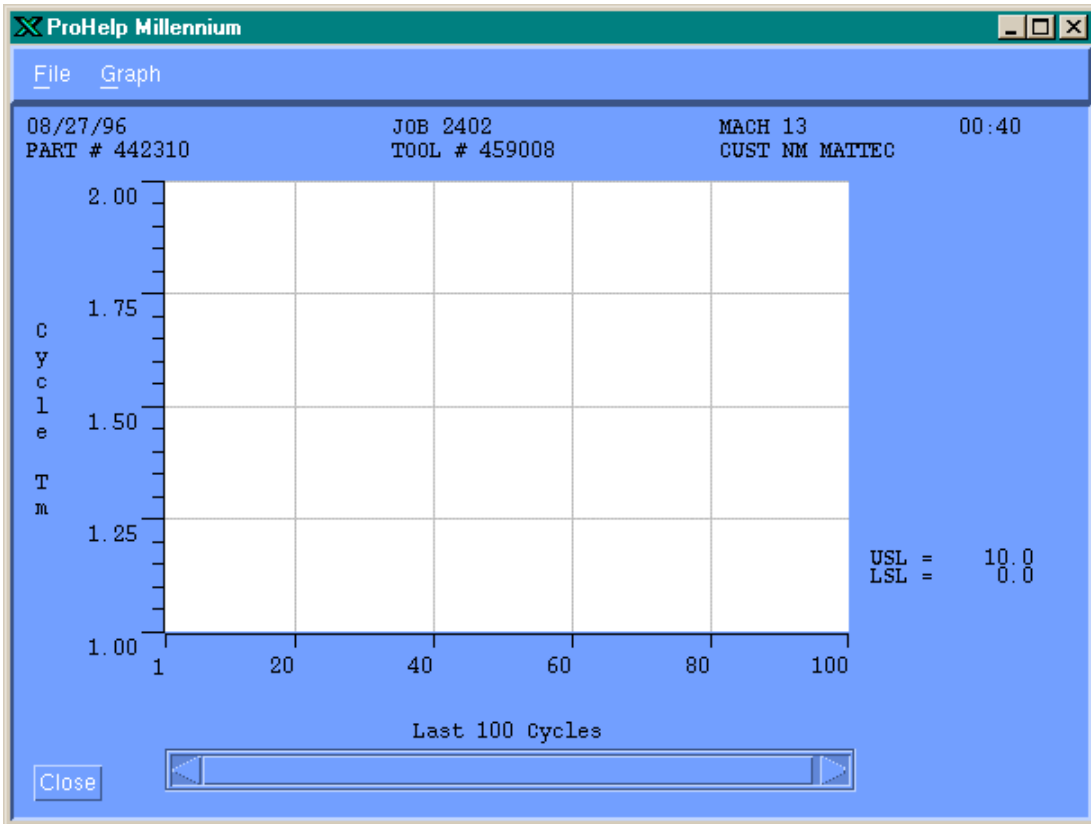 ProHelp Millennium
File Graph
08/27/96 JOB 2402 MACH 13 00:40
PART # 442310 TOOL # 459008 CUST NM MATTEC
2.00
1.75
1.50
1.25
1.00
Cycle Tm
USL = 10.0
LSL = 0.0
1 20 40 60 80 100
Last 100 Cycles
Close